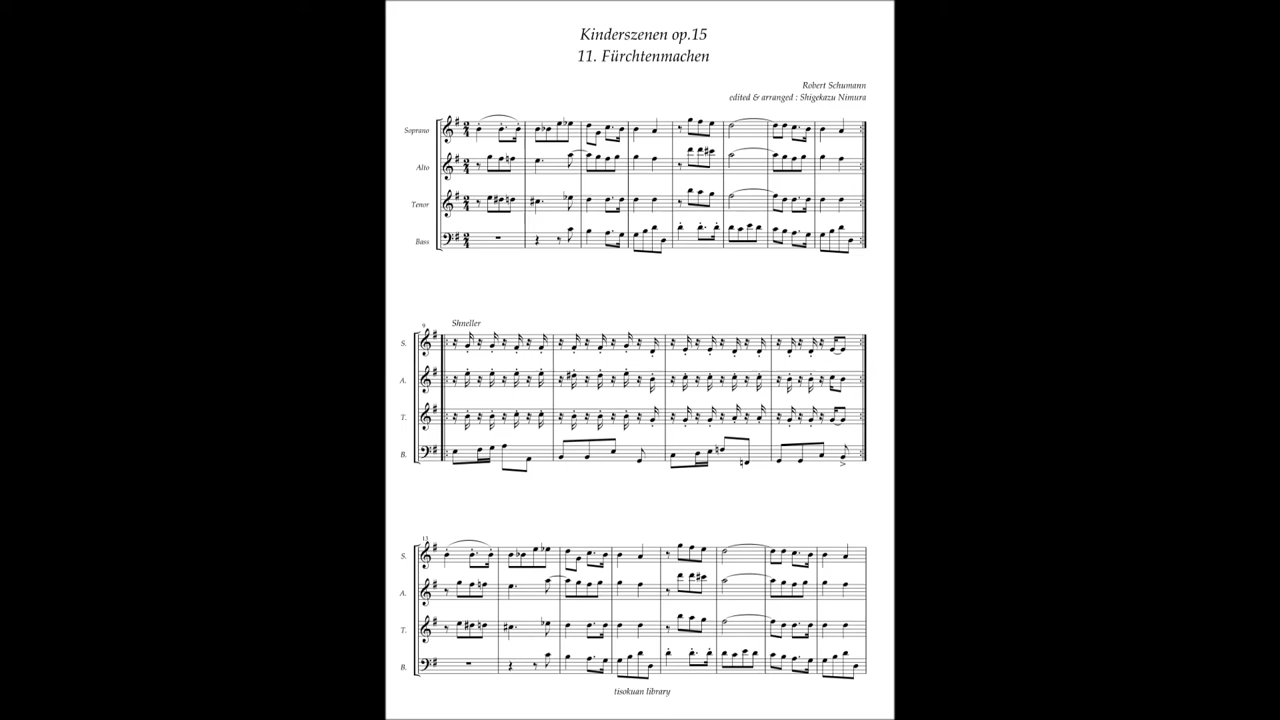 Kinderszenen op.15
11. Fürchtenmachen
Robert Schumann
edited & arranged : Shigekazu Nimura
Soprano
Alto
Tenor
Bass
9
Shneller
S.
A.
T.
B.
13
S.
A.
T.
B.
tisokuan library